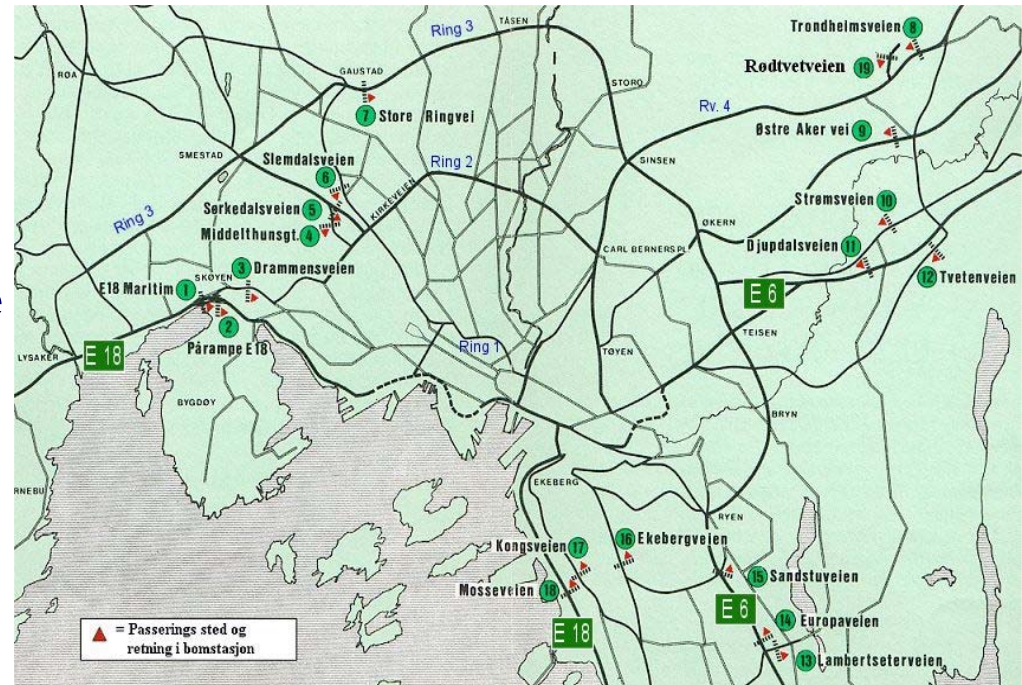 Ring 3
TÅSEN
Trondheimsveien 8
RØA
GAUSTAD
STORO
Rødtvetveien 19
7 Store Ringvei
Rv. 4
Østre Aker vei 9
SMESTAD
Slemdalsveien
6
Ring 2
SINSEN
KIRKEVEIEN
Sørkedalsveien 5
Strømsveien 10
Middelthunsgt. 4
Ring 3
ØKERN
CARL BERNERS PL
Djupdalsveien 11
3 Drammensveien
SKØYEN
12 Tvetenveien
E18 Maritim 1
E 6
2
Pårampe E18
TEISEN
Ring 1
LYSAKER
E 18
TØYEN
BYGDØY
BRYN
EKEBERG
RNEBU
RYEN
Kongsveien 17
16 Ekebergveien
Mosseveien 18
15 Sandstuveien
E 6
14 Europaveien
E 18
13 Lambertseterveien
= Passerings sted og
retning i bomstasjon